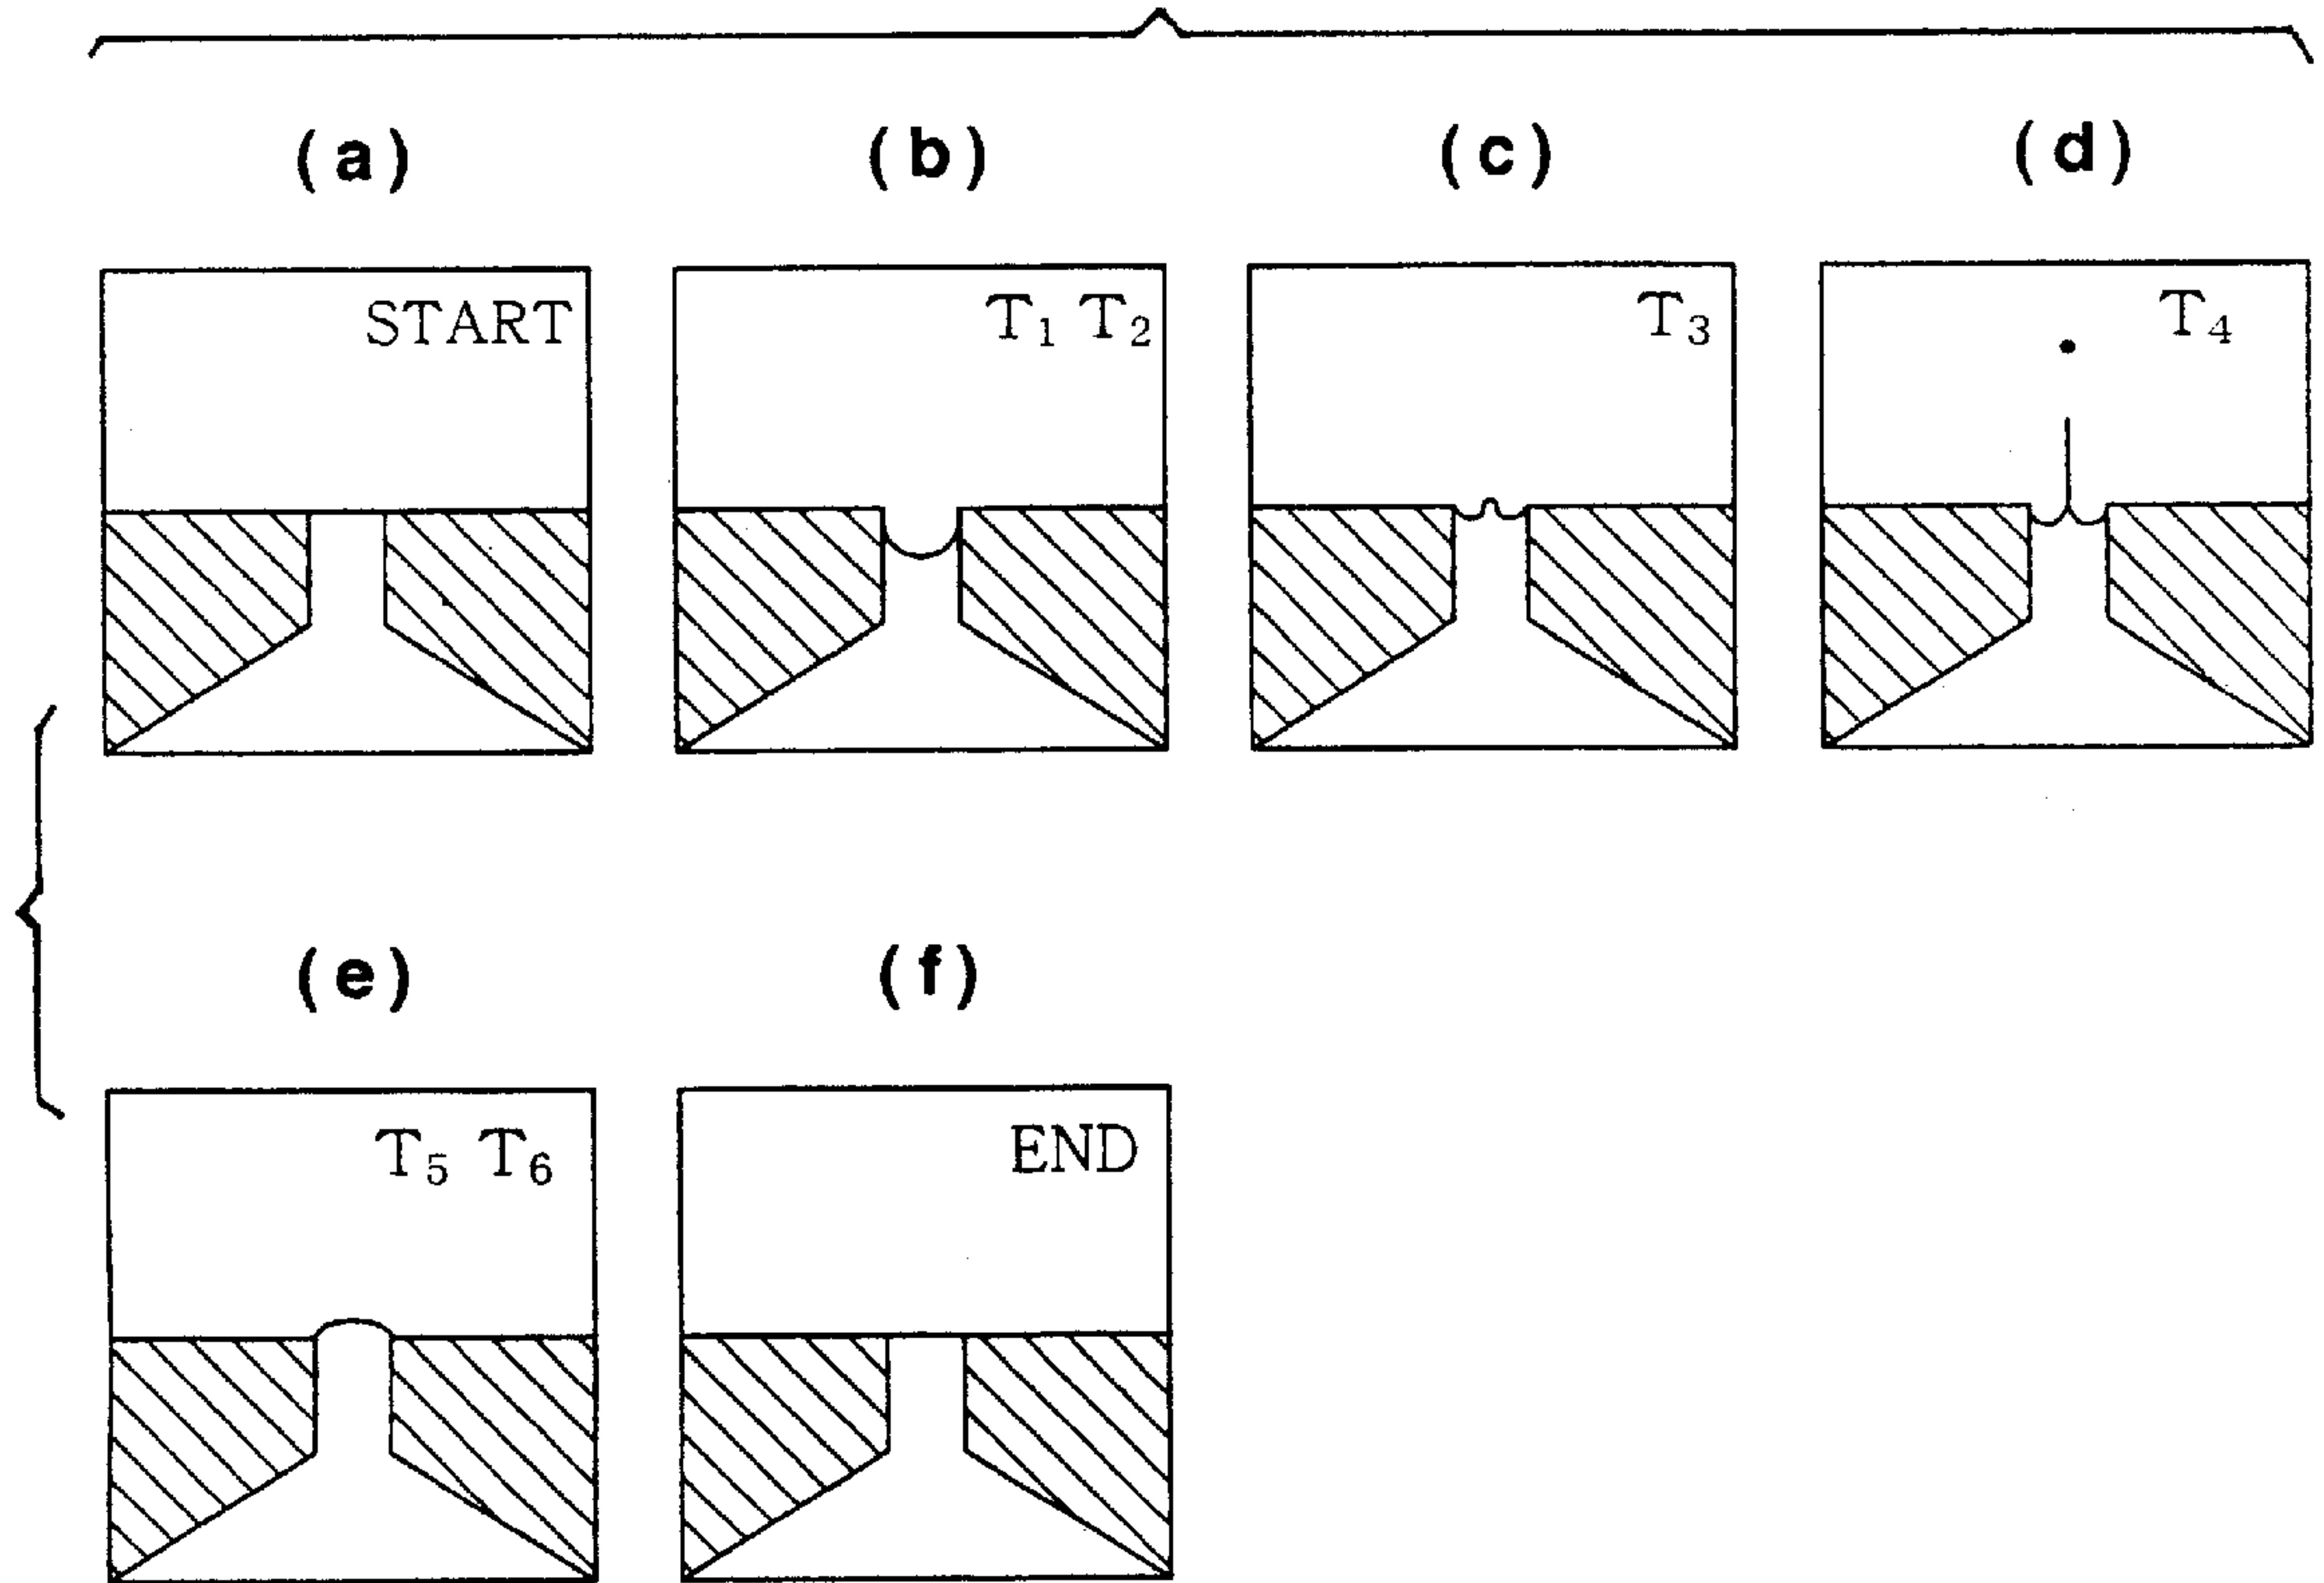 (a) (b) (c) (d)
START T₁ T₂ T₃ T₄
(e) (f)
T₅ T₆ END